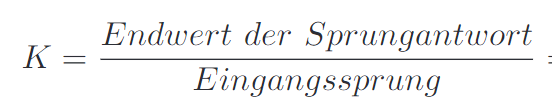 K = Endwert der Sprungantwort / Eingangssprung =